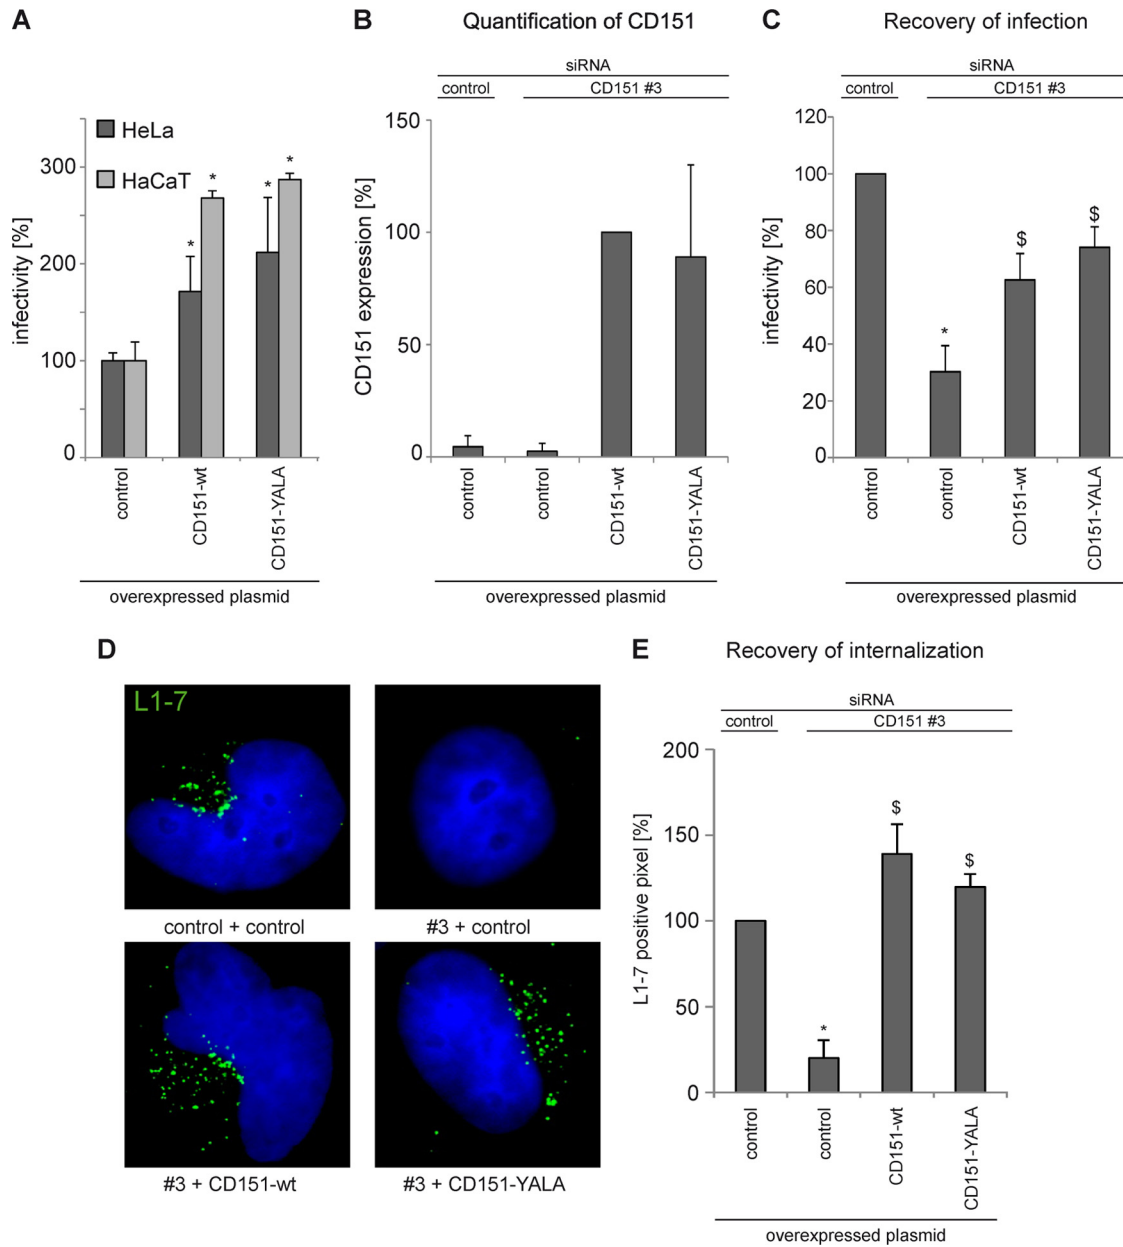 A
HeLa
HaCaT
infectivity [%]
300
200
100
0
* * * *
control
CD151-wt
CD151-YALA
overexpressed plasmid
B
Quantification of CD151
siRNA
control
CD151 #3
CD151 expression [%]
150
100
50
0
control
control
CD151-wt
CD151-YALA
overexpressed plasmid
C
Recovery of infection
siRNA
control
CD151 #3
infectivity [%]
120
100
80
60
40
20
0
* $ $
control
control
CD151-wt
CD151-YALA
overexpressed plasmid
D
L1-7
control + control
#3 + control
#3 + CD151-wt
#3 + CD151-YALA
E
Recovery of internalization
siRNA
control
CD151 #3
L1-7 positive pixel [%]
200
150
100
50
0
* $ $
control
control
CD151-wt
CD151-YALA
overexpressed plasmid